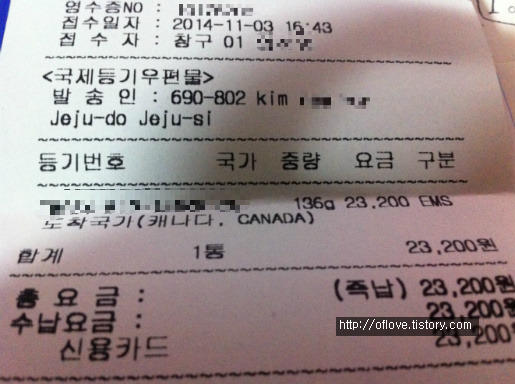 영수증NO :
접수일자 : 2014-11-03 16:43
접 수 자 : 창구 01
<국제등기우편물>
발 송 인 : 690-802 kim
Jeju-do Jeju-si
등기번호 국가 중량 요금 구분
136g 23,200 EMS
도착국가(캐나다, CANADA)
합계 1통 23,200원
총 요 금 : (즉납) 23,200원
수납요금 : 23,200원
신용카드 23,200원
http://oflove.tistory.com